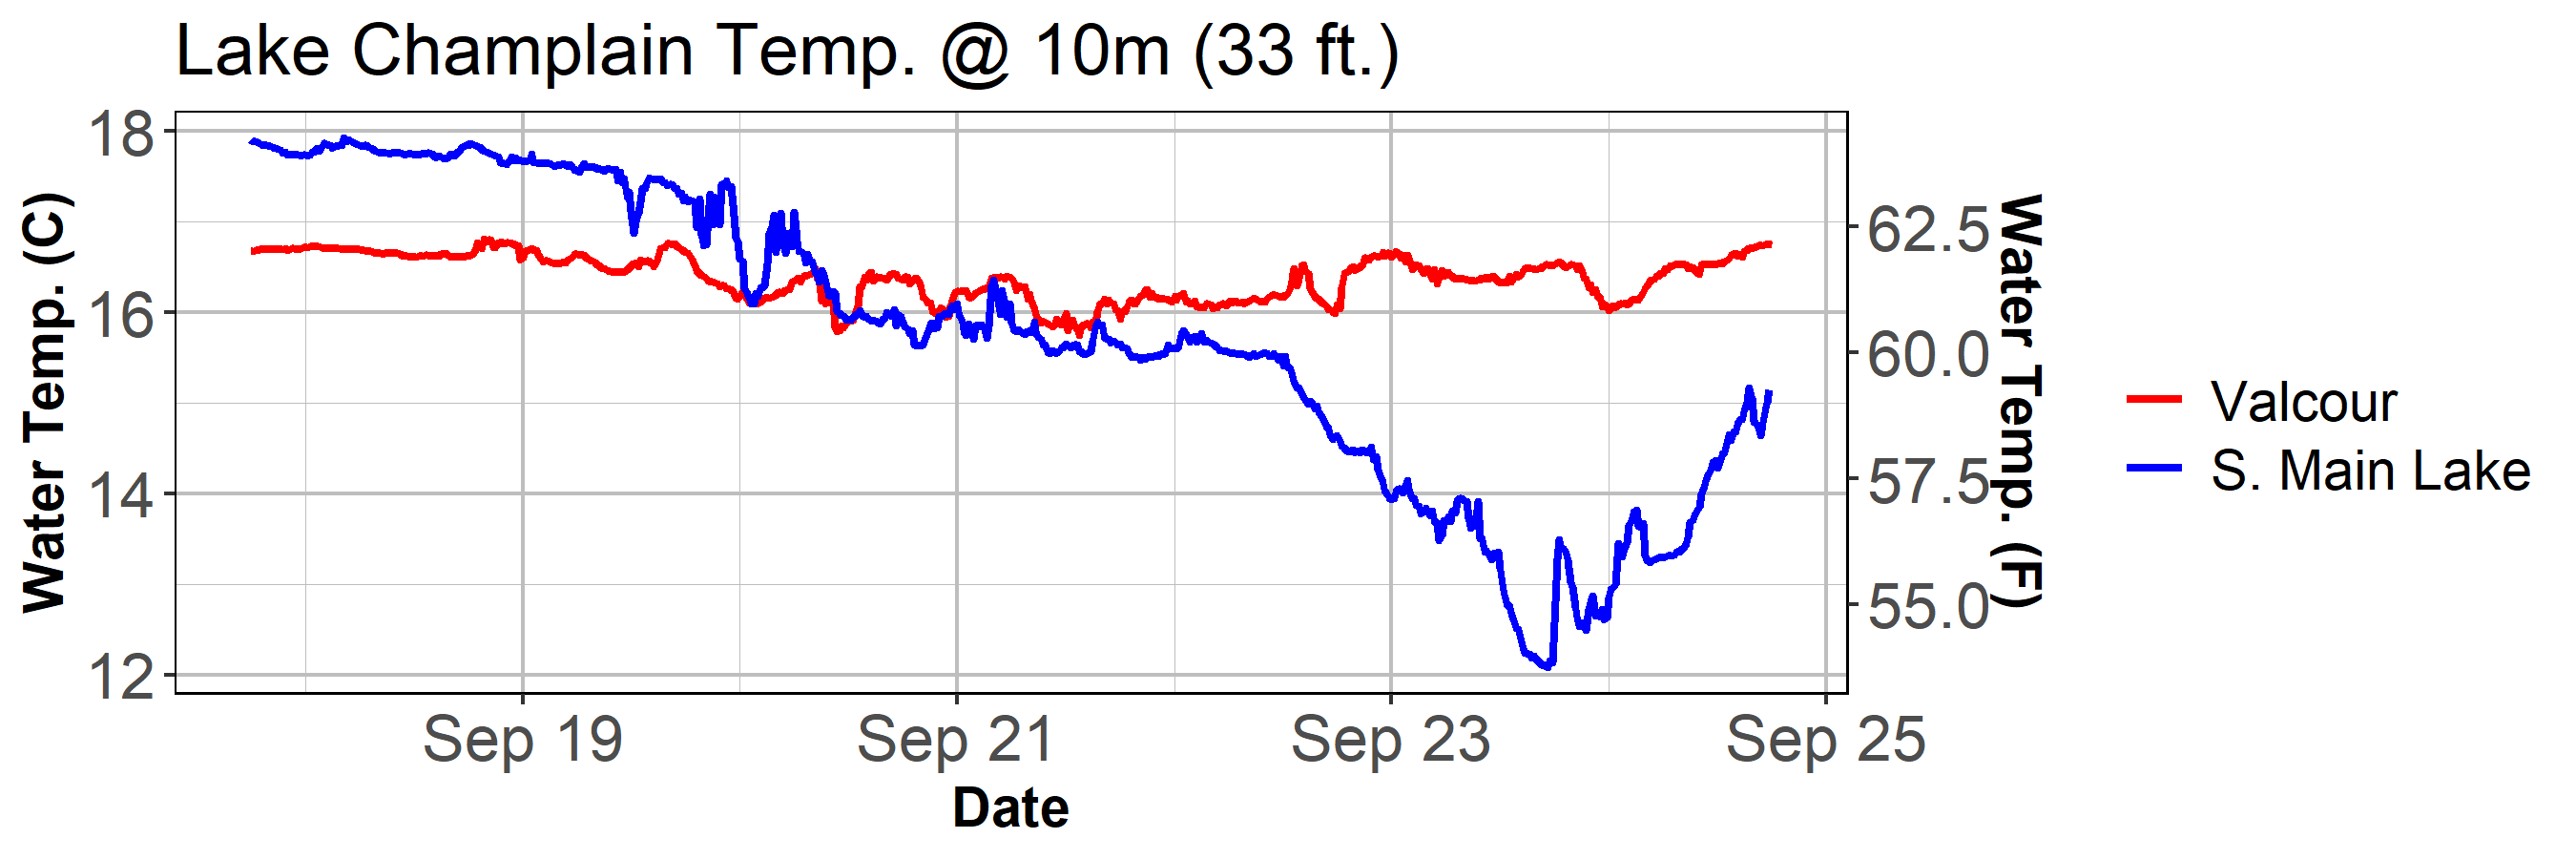 Lake Champlain Temp. @ 10m (33 ft.)
Water Temp. (C)
18
16
14
12
62.5
60.0
57.5
55.0
Water Temp. (F)
Sep 19
Sep 21
Sep 23
Sep 25
Date
Valcour
S. Main Lake